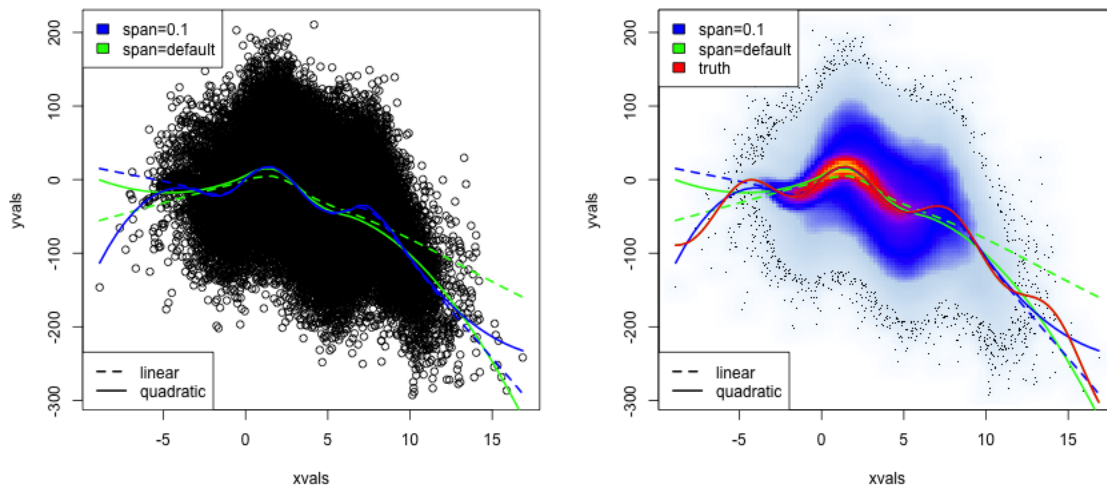 span=0.1
span=default
linear
quadratic
yvals
200
100
0
-100
-200
-300
-5
0
5
10
15
xvals
span=0.1
span=default
truth
linear
quadratic
yvals
200
100
0
-100
-200
-300
-5
0
5
10
15
xvals